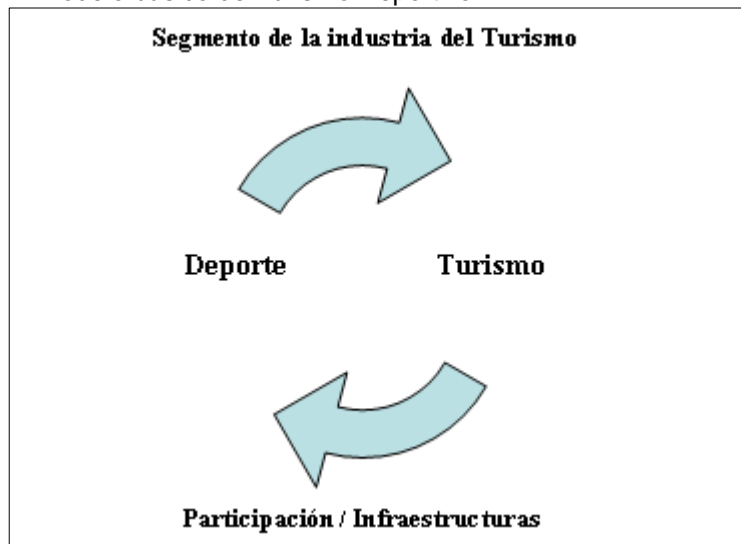 Segmento de la industria del Turismo
Deporte Turismo
Participación / Infraestructuras